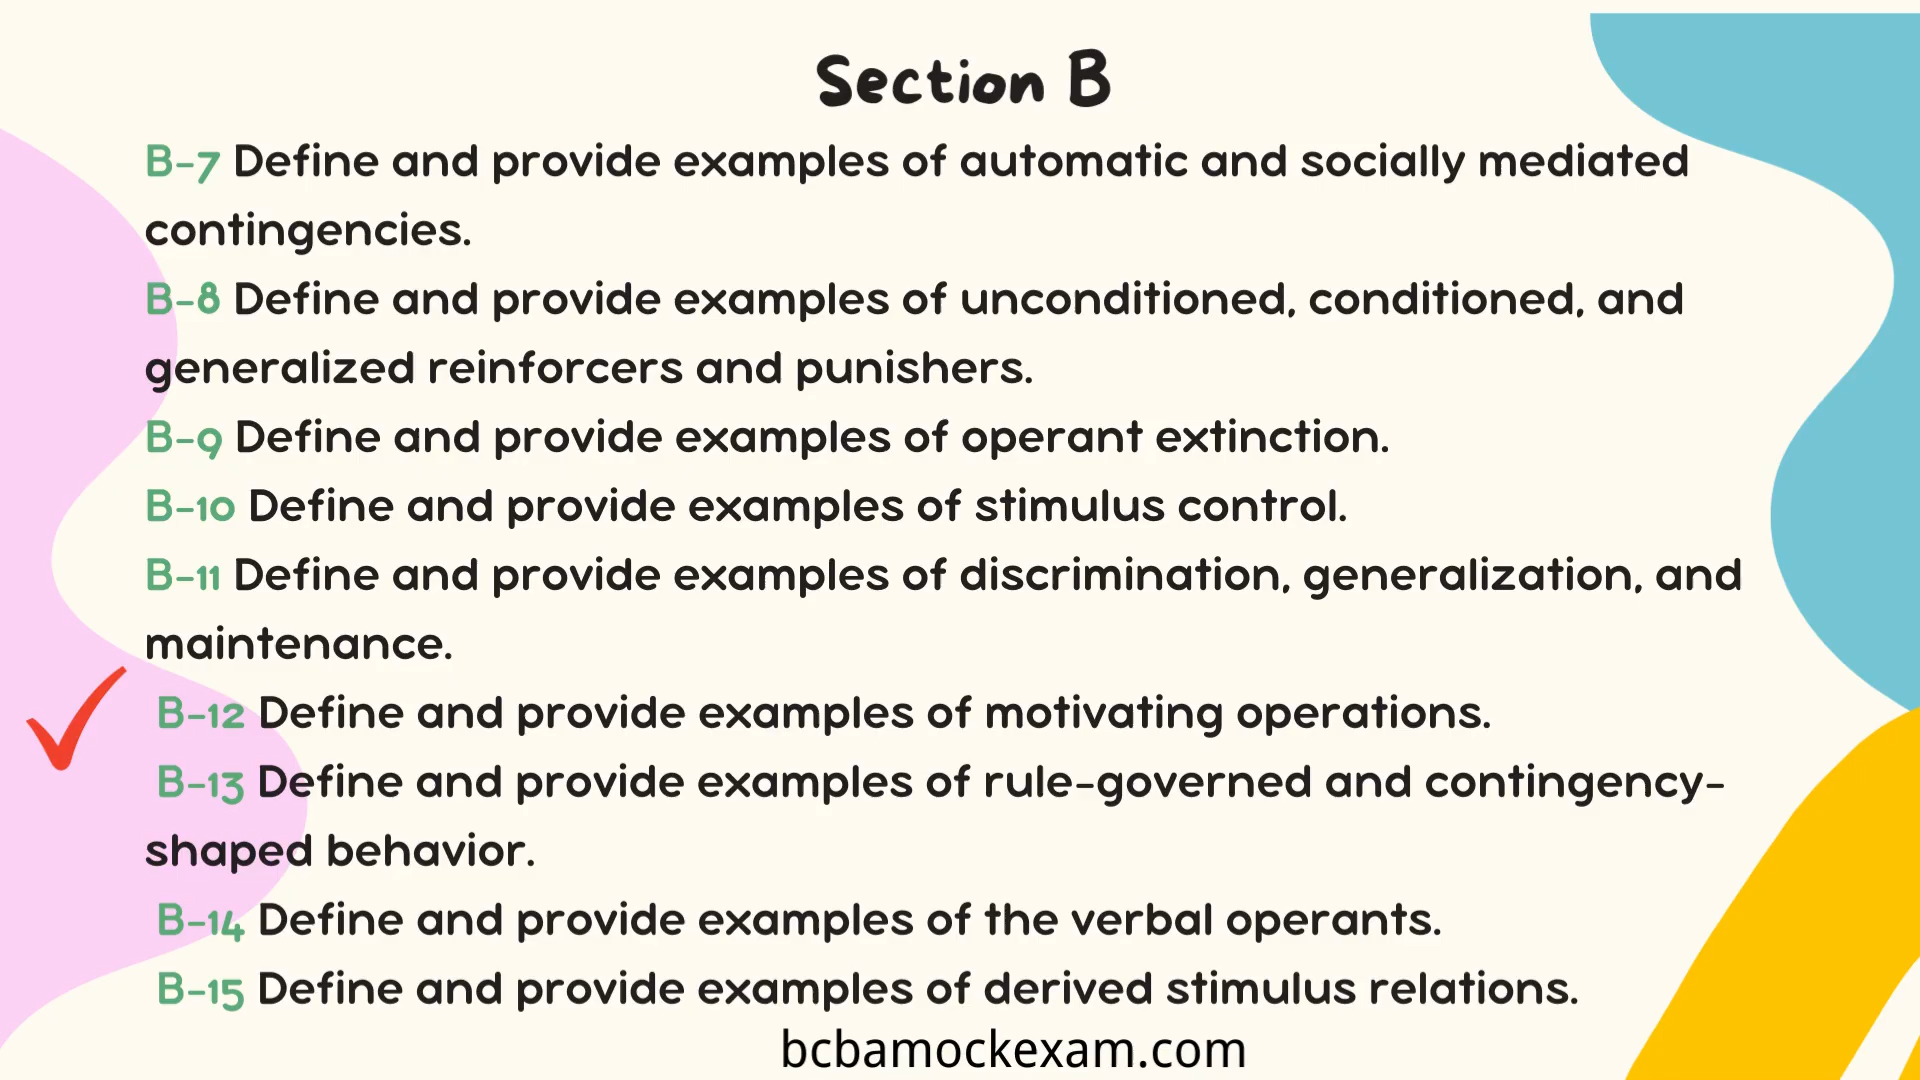 Section B
B-7 Define and provide examples of automatic and socially mediated
contingencies.
B-8 Define and provide examples of unconditioned, conditioned, and
generalized reinforcers and punishers.
B-9 Define and provide examples of operant extinction.
B-10 Define and provide examples of stimulus control.
B-11 Define and provide examples of discrimination, generalization, and
maintenance.
B-12 Define and provide examples of motivating operations.
B-13 Define and provide examples of rule-governed and contingency-
shaped behavior.
B-14 Define and provide examples of the verbal operants.
B-15 Define and provide examples of derived stimulus relations.
bcbamockexam.com